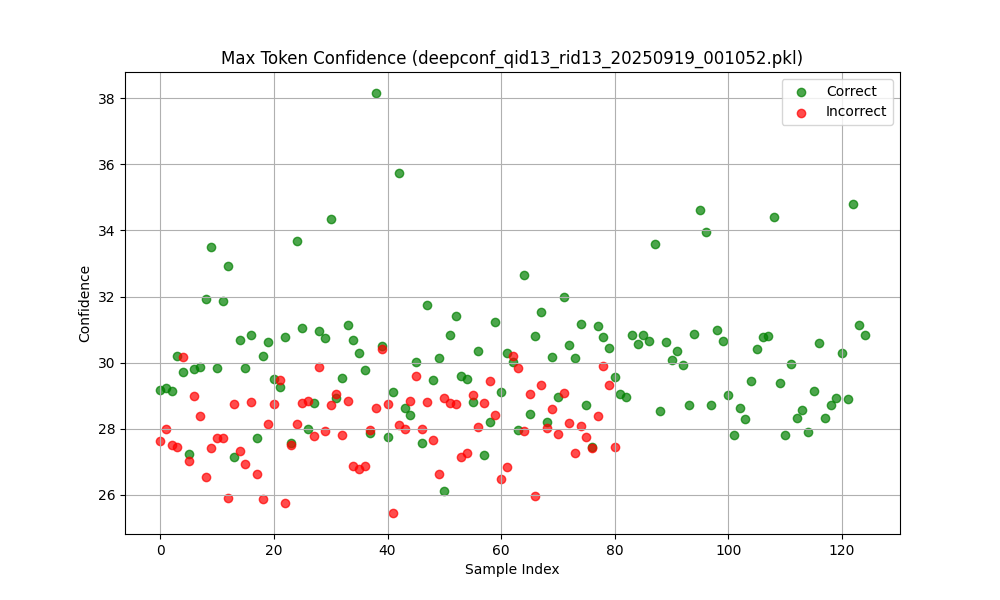 Max Token Confidence (deepconf_qid13_rid13_20250919_001052.pkl)
Correct
Incorrect
38
36
34
32
30
28
26
Confidence
0 20 40 60 80 100 120
Sample Index